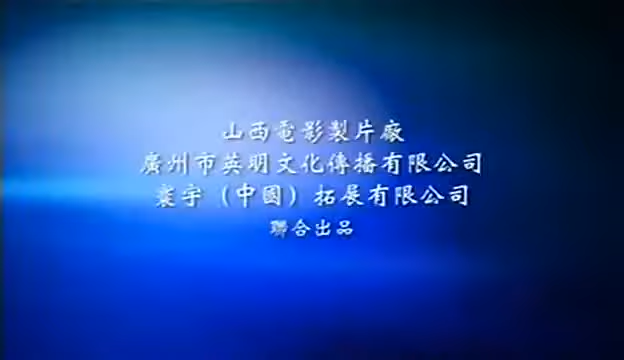 山西電影製片廠
廣州市英明文化傳播有限公司
寰宇（中國）拓展有限公司
聯合出品